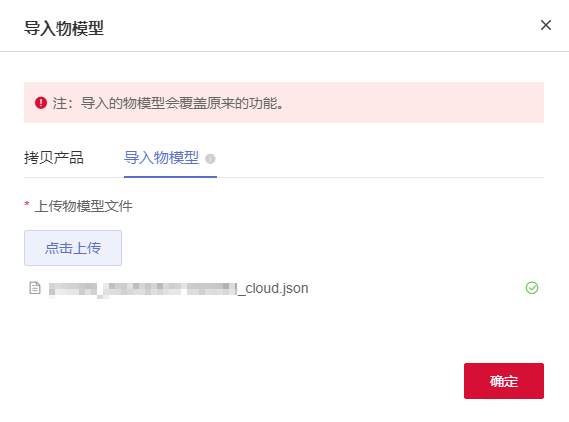 导入物模型
注：导入的物模型会覆盖原来的功能。
拷贝产品 导入物模型
* 上传物模型文件
点击上传
_cloud.json
确定